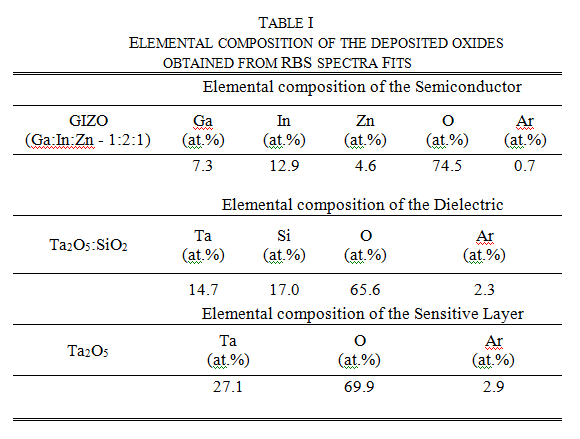 TABLE I
ELEMENTAL COMPOSITION OF THE DEPOSITED OXIDES
OBTAINED FROM RBS SPECTRA FITS
Elemental composition of the Semiconductor
GIZO Ga In Zn O Ar
(Ga:In:Zn - 1:2:1) (at.%) (at.%) (at.%) (at.%) (at.%)
7.3 12.9 4.6 74.5 0.7
Elemental composition of the Dielectric
Ta2O5:SiO2 Ta Si O Ar
(at.%) (at.%) (at.%) (at.%)
14.7 17.0 65.6 2.3
Elemental composition of the Sensitive Layer
Ta2O5 Ta O Ar
(at.%) (at.%) (at.%)
27.1 69.9 2.9